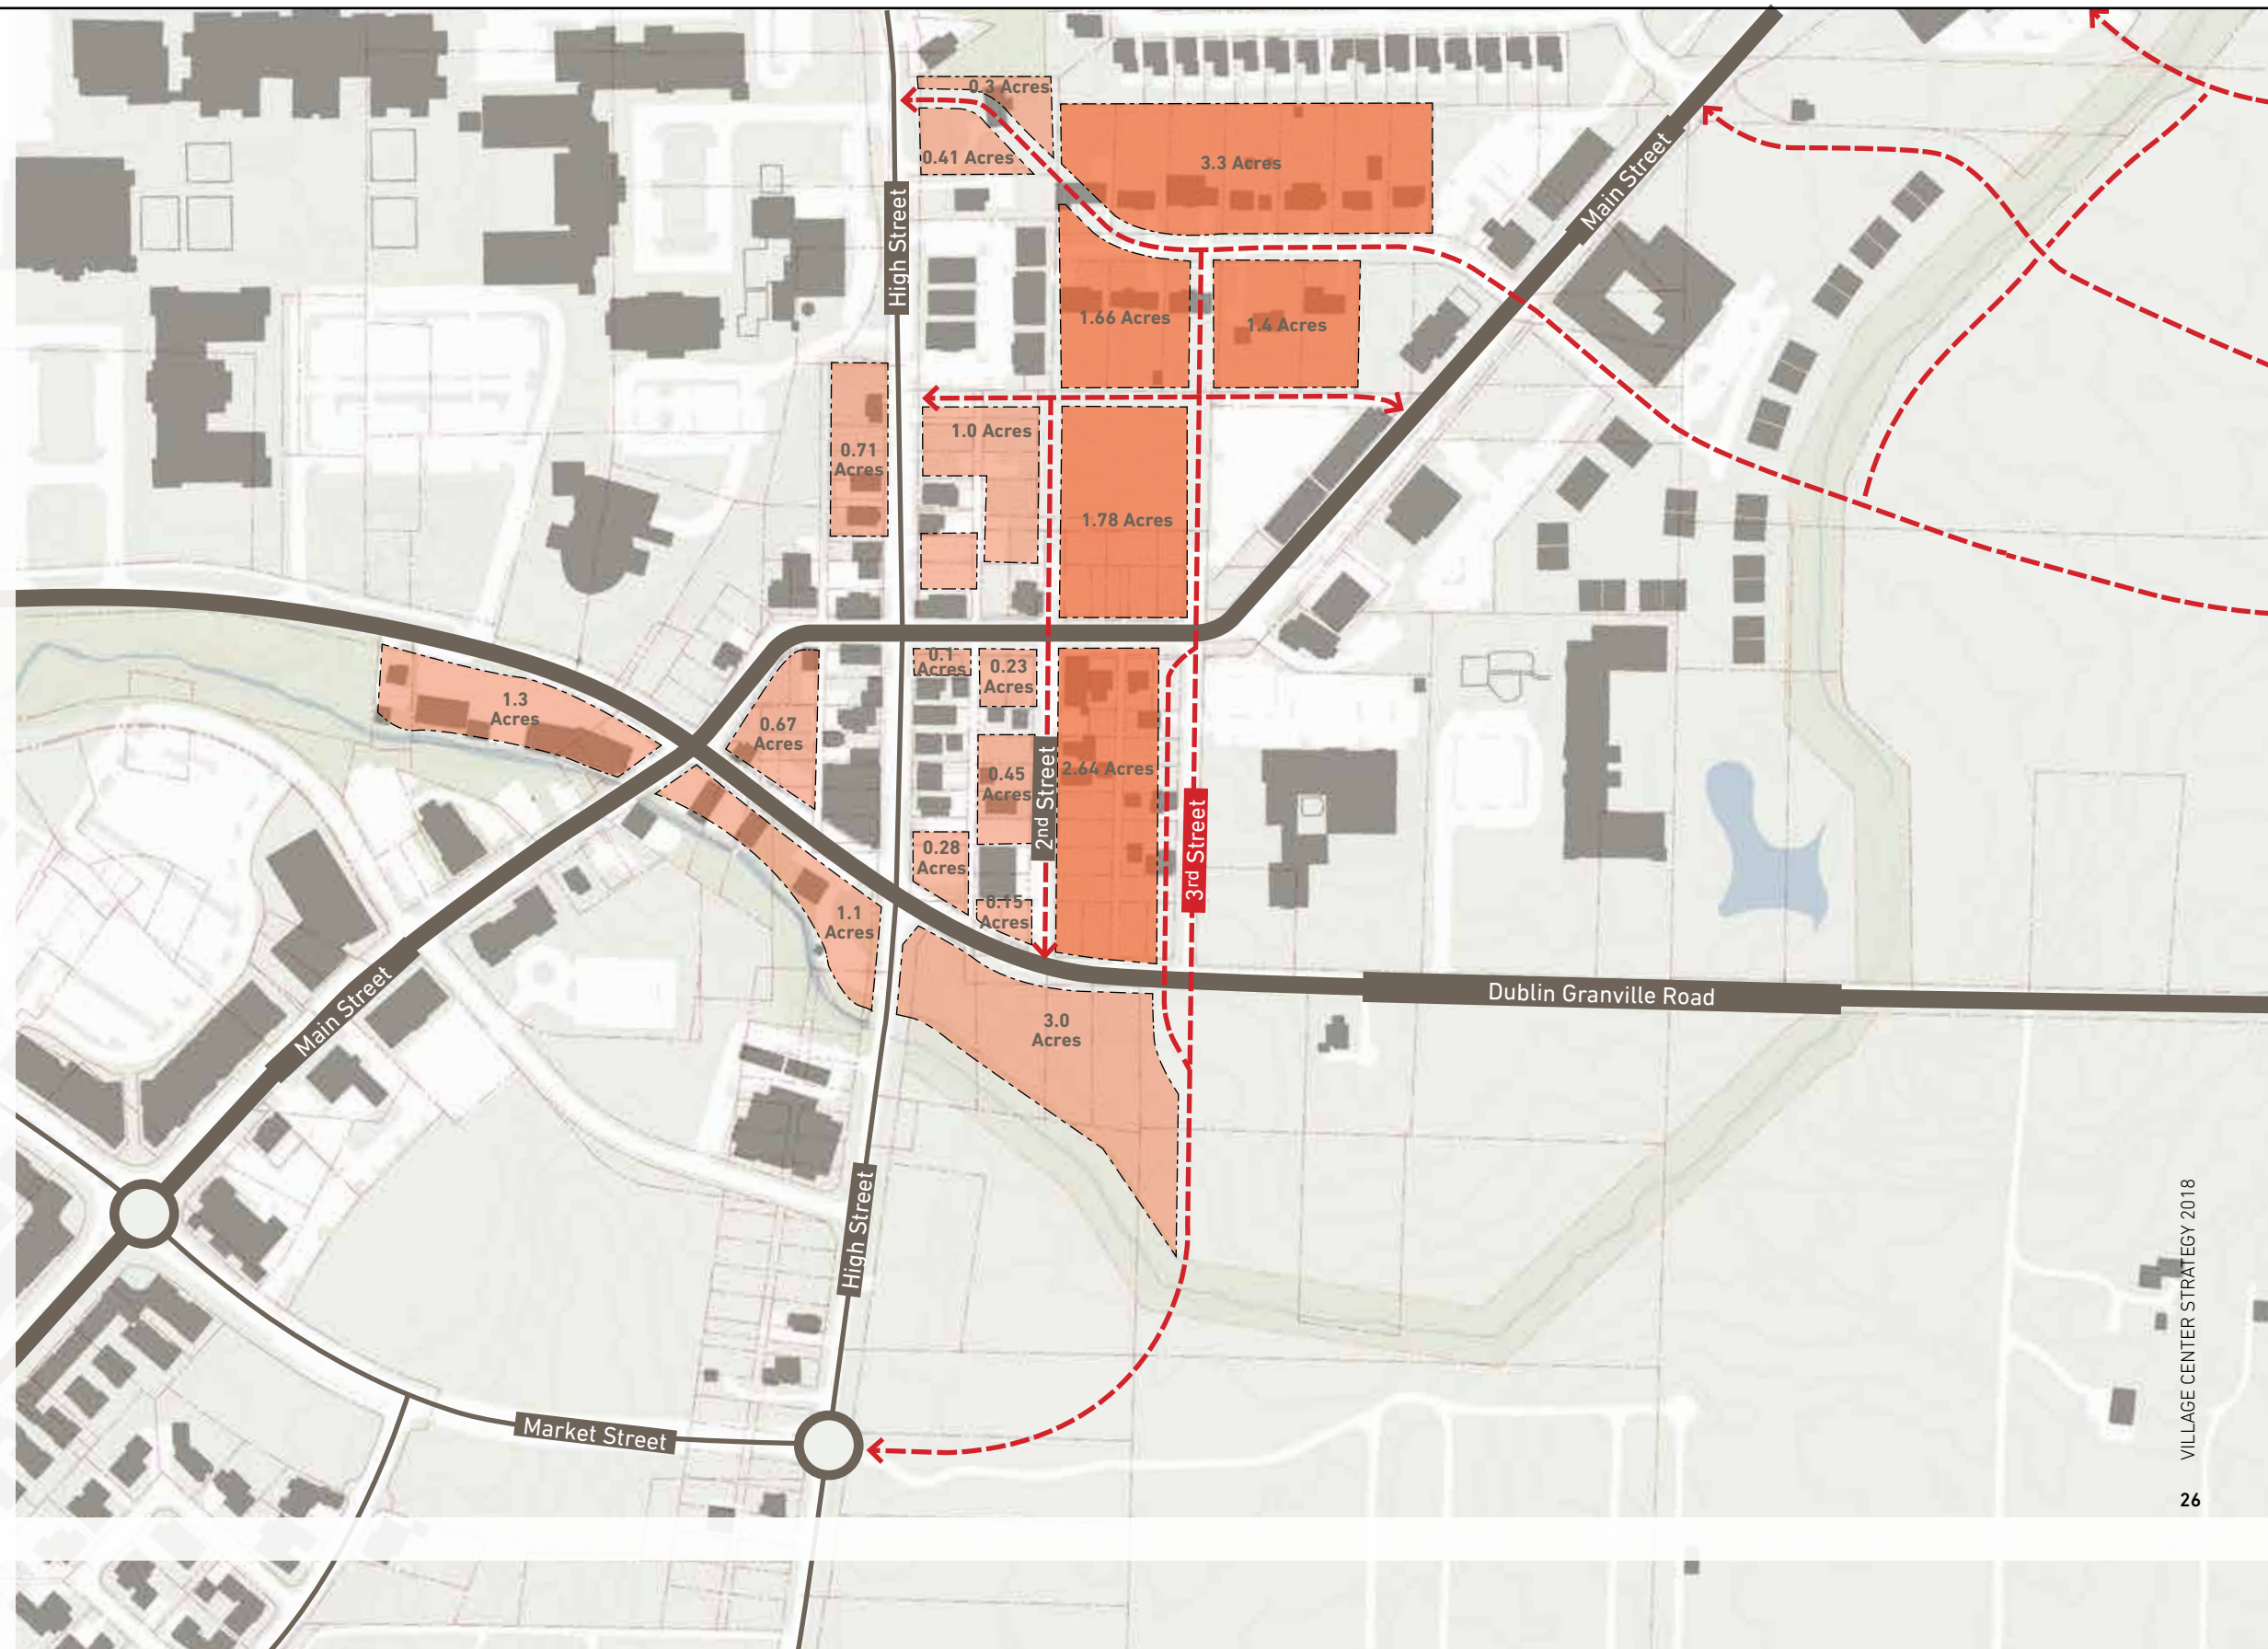 0.3 Acres
0.41 Acres
3.3 Acres
Main Street
High Street
1.66 Acres
1.4 Acres
1.0 Acres
0.71
Acres
1.78 Acres
0.1
Acres
0.23
Acres
1.3
Acres
0.67
Acres
0.45
Acres
2nd Street
2.64 Acres
3rd Street
0.28
Acres
0.15
Acres
1.1
Acres
Main Street
Dublin Granville Road
3.0
Acres
High Street
Market Street
VILLAGE CENTER STRATEGY 2018
26